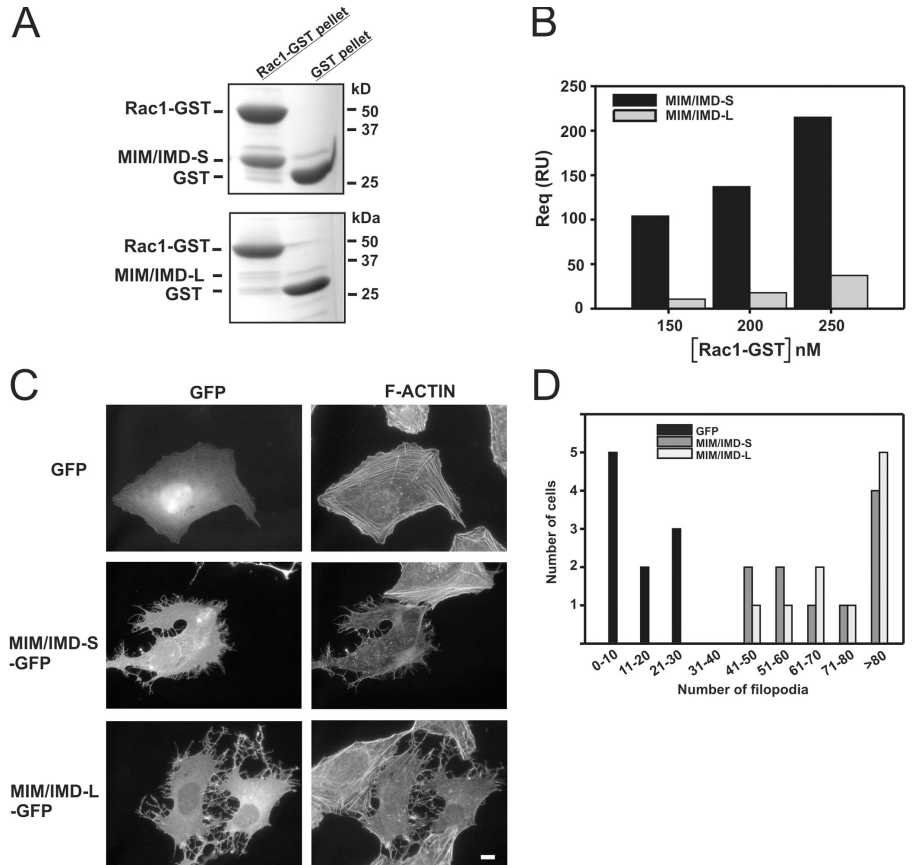 A
Rac1-GST pellet
GST pellet
kD
Rac1-GST
50
37
MIM/IMD-S
GST
25
kDa
Rac1-GST
50
37
MIM/IMD-L
GST
25
B
250
200
150
100
50
0
Req (RU)
MIM/IMD-S
MIM/IMD-L
150
200
250
[Rac1-GST] nM
C
GFP
F-ACTIN
GFP
MIM/IMD-S
-GFP
MIM/IMD-L
-GFP
D
GFP
MIM/IMD-S
MIM/IMD-L
5
4
3
2
1
Number of cells
0-10
11-20
21-30
31-40
41-50
51-60
61-70
71-80
>80
Number of filopodia